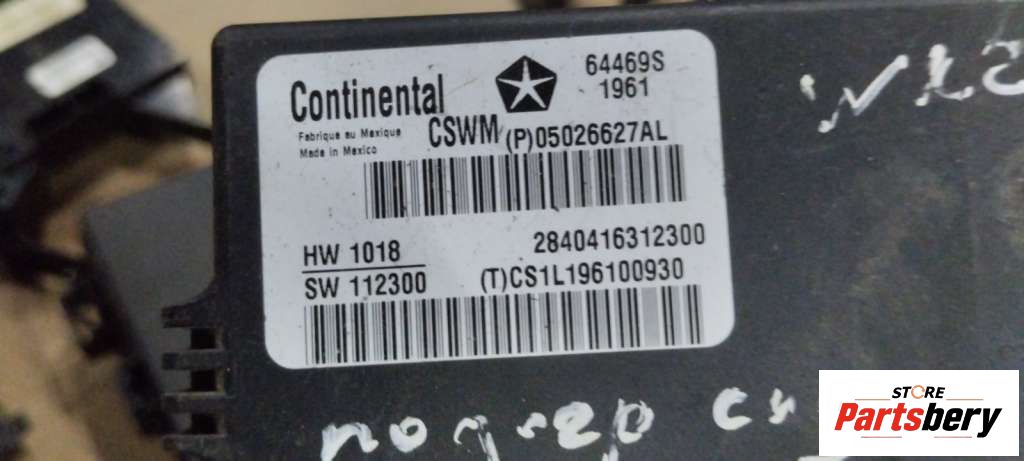 64469S
1961
Continental
Fabrique au Mexique
Made in Mexico
CSWM (P)05026627AL
HW 1018
SW 112300
2840416312300
(T)CS1L196100930
STORE
Partsbery